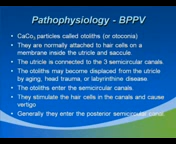 Pathophysiology - BPPV
CaCo₃ particles called otoliths (or otoconia)
They are normally attached to hair cells on a
membrane inside the utricle and saccule.
The utricle is connected to the 3 semicircular canals.
The otoliths may become displaced from the utricle
by aging, head trauma, or labyrinthine disease
The otoliths enter the semicircular canals.
They stimulate the hair cells in the canals and cause
vertigo
Generally they enter the posterior semicircular canal.